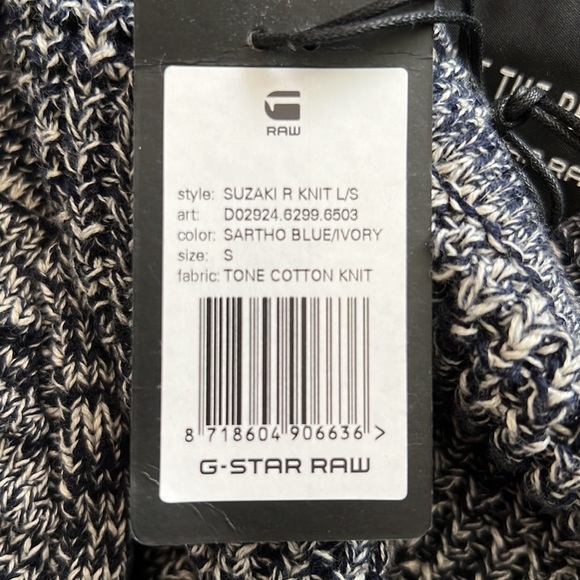 RAW
style: SUZAKI R KNIT L/S
art: D02924.6299.6503
color: SARTHO BLUE/IVORY
size: S
fabric: TONE COTTON KNIT
8 718604 906636 >
G-STAR RAW
THE